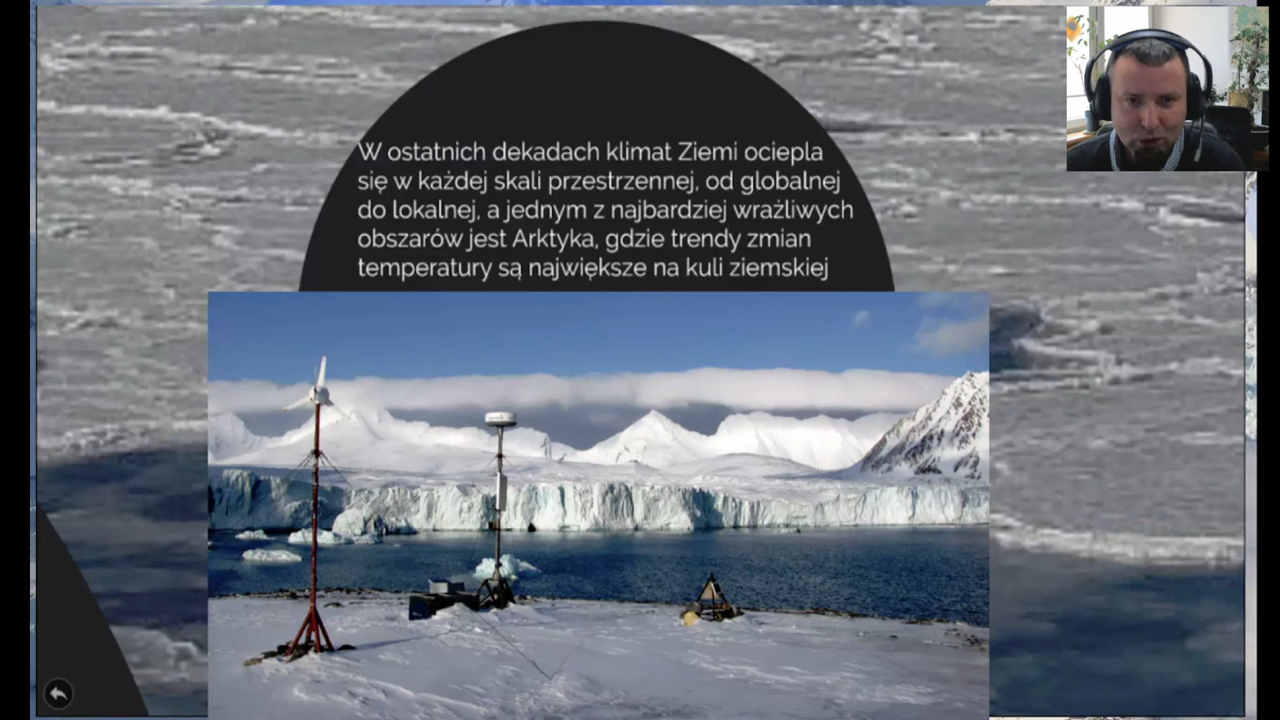 W ostatnich dekadach klimat Ziemi ociepla
się w każdej skali przestrzennej, od globalnej
do lokalnej, a jednym z najbardziej wrażliwych
obszarów jest Arktyka, gdzie trendy zmian
temperatury są największe na kuli ziemskiej